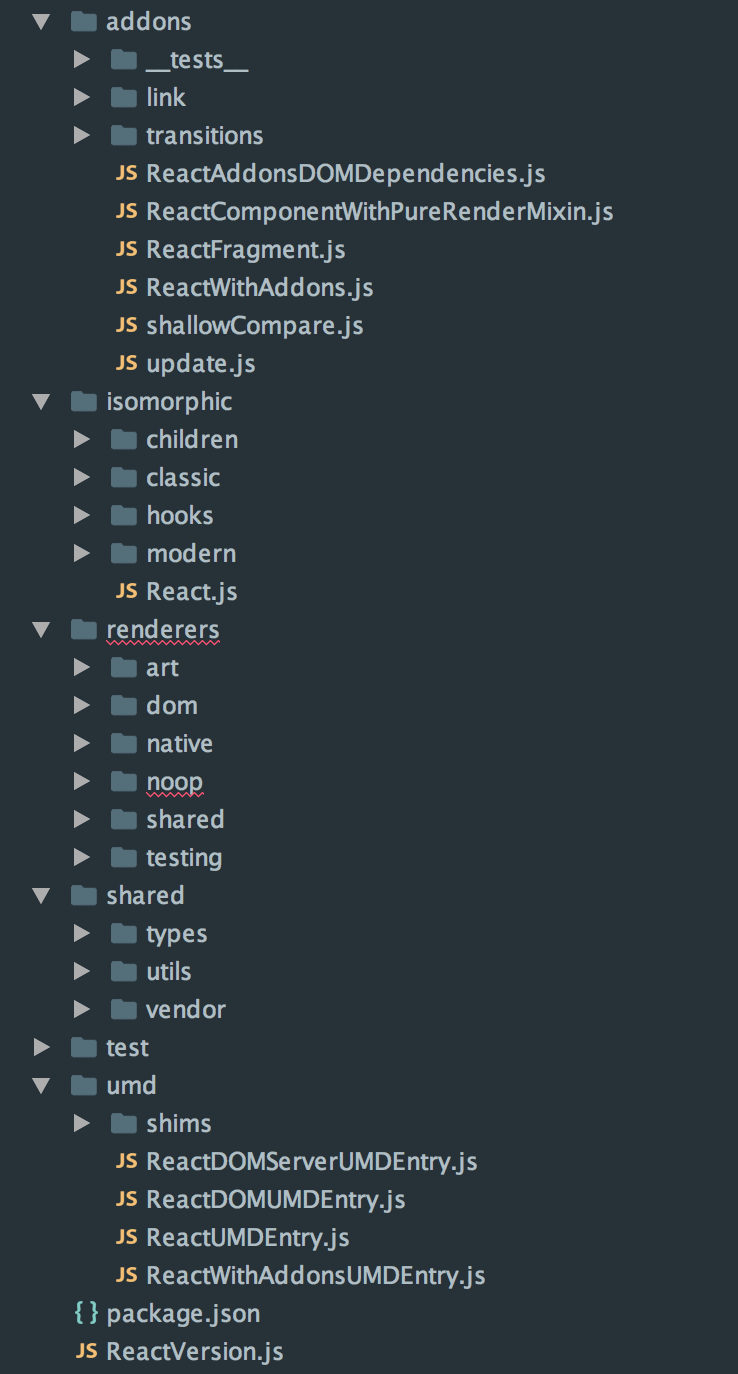 addons
__tests__
link
transitions
JS ReactAddonsDOMDependencies.js
JS ReactComponentWithPureRenderMixin.js
JS ReactFragment.js
JS ReactWithAddons.js
JS shallowCompare.js
JS update.js
isomorphic
children
classic
hooks
modern
JS React.js
renderers
art
dom
native
noop
shared
testing
shared
types
utils
vendor
test
umd
shims
JS ReactDOMServerUMDEntry.js
JS ReactDOMUMDEntry.js
JS ReactUMDEntry.js
JS ReactWithAddonsUMDEntry.js
{ } package.json
JS ReactVersion.js